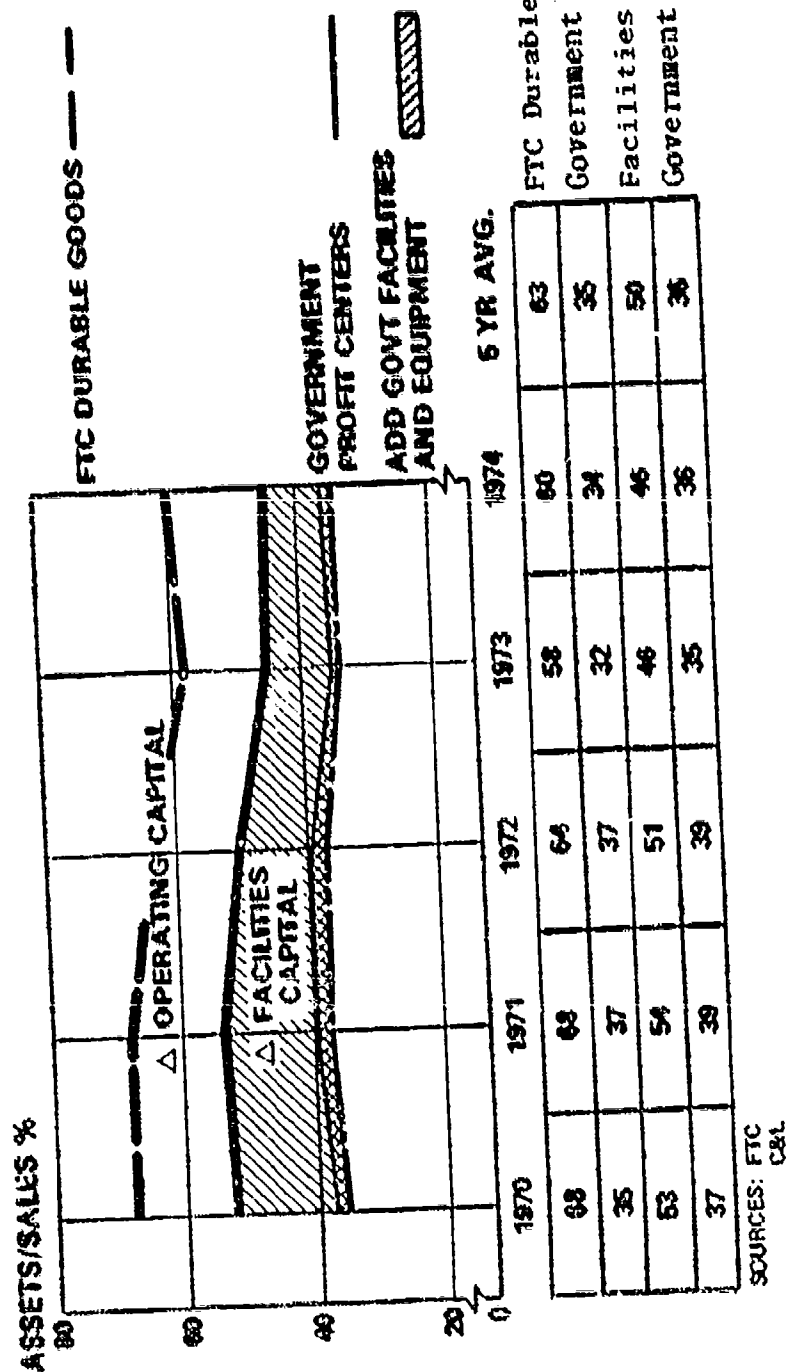 ASSETS/SALES %
80
60
40
20
0
FTC DURABLE GOODS
△ OPERATING CAPITAL
△ FACILITIES
CAPITAL
GOVERNMENT
PROFIT CENTERS
ADD GOVT FACILITIES
AND EQUIPMENT
1970 1971 1972 1973 1974 5 YR AVG.
68 68 64 58 60 63 FTC Durable
35 37 37 32 34 35 Government
53 54 51 46 46 50 Facilities
37 39 39 35 36 36 Government
SOURCES: FTC
C&L